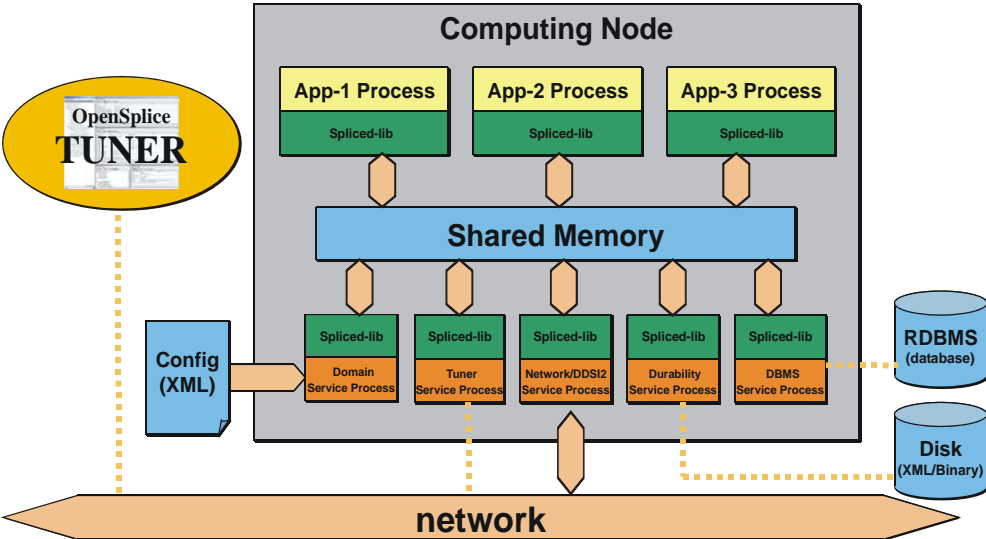 Computing Node
OpenSplice
TUNER
App-1 Process
App-2 Process
App-3 Process
Spliced-lib
Spliced-lib
Spliced-lib
Shared Memory
Config
(XML)
Spliced-lib
Spliced-lib
Spliced-lib
Spliced-lib
Spliced-lib
Domain
Service Process
Tuner
Service Process
Network/DDSI2
Service Process
Durability
Service Process
DBMS
Service Process
RDBMS
(database)
Disk
(XML/Binary)
network